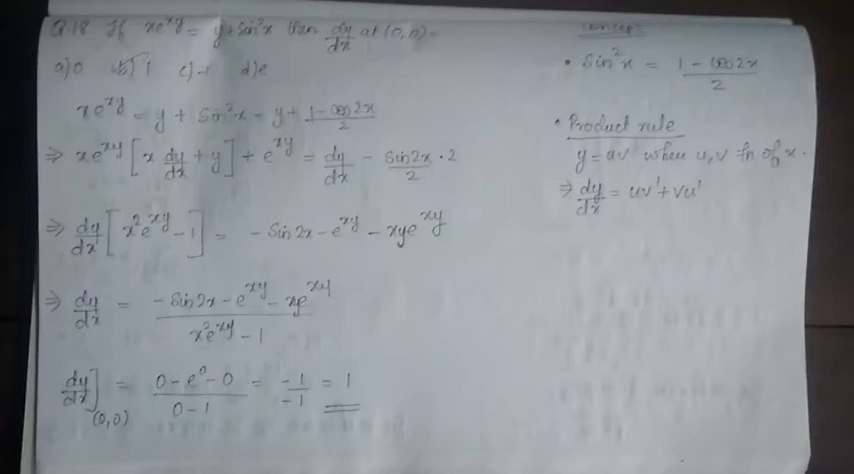 Q.18 If xe^xy = y + sin²x then dy/dx at (0,0) =
a) 0 b) 1 c) -1 d) e
xe^xy = y + sin²x = y + (1 - cos2x)/2
⇒ xe^xy [x dy/dx + y] + e^xy = dy/dx - sin2x/2 · 2
⇒ dy/dx [x²e^xy - 1] = - sin2x - e^xy - xye^xy
⇒ dy/dx = (- sin2x - e^xy - xye^xy)/(x²e^xy - 1)
dy/dx](0,0) = (0 - e⁰ - 0)/(0 - 1) = -1/-1 = 1
Concept
• Sin²x = (1 - cos2x)/2
• Product rule
y = uv where u,v fn of x.
⇒ dy/dx = uv' + vu'